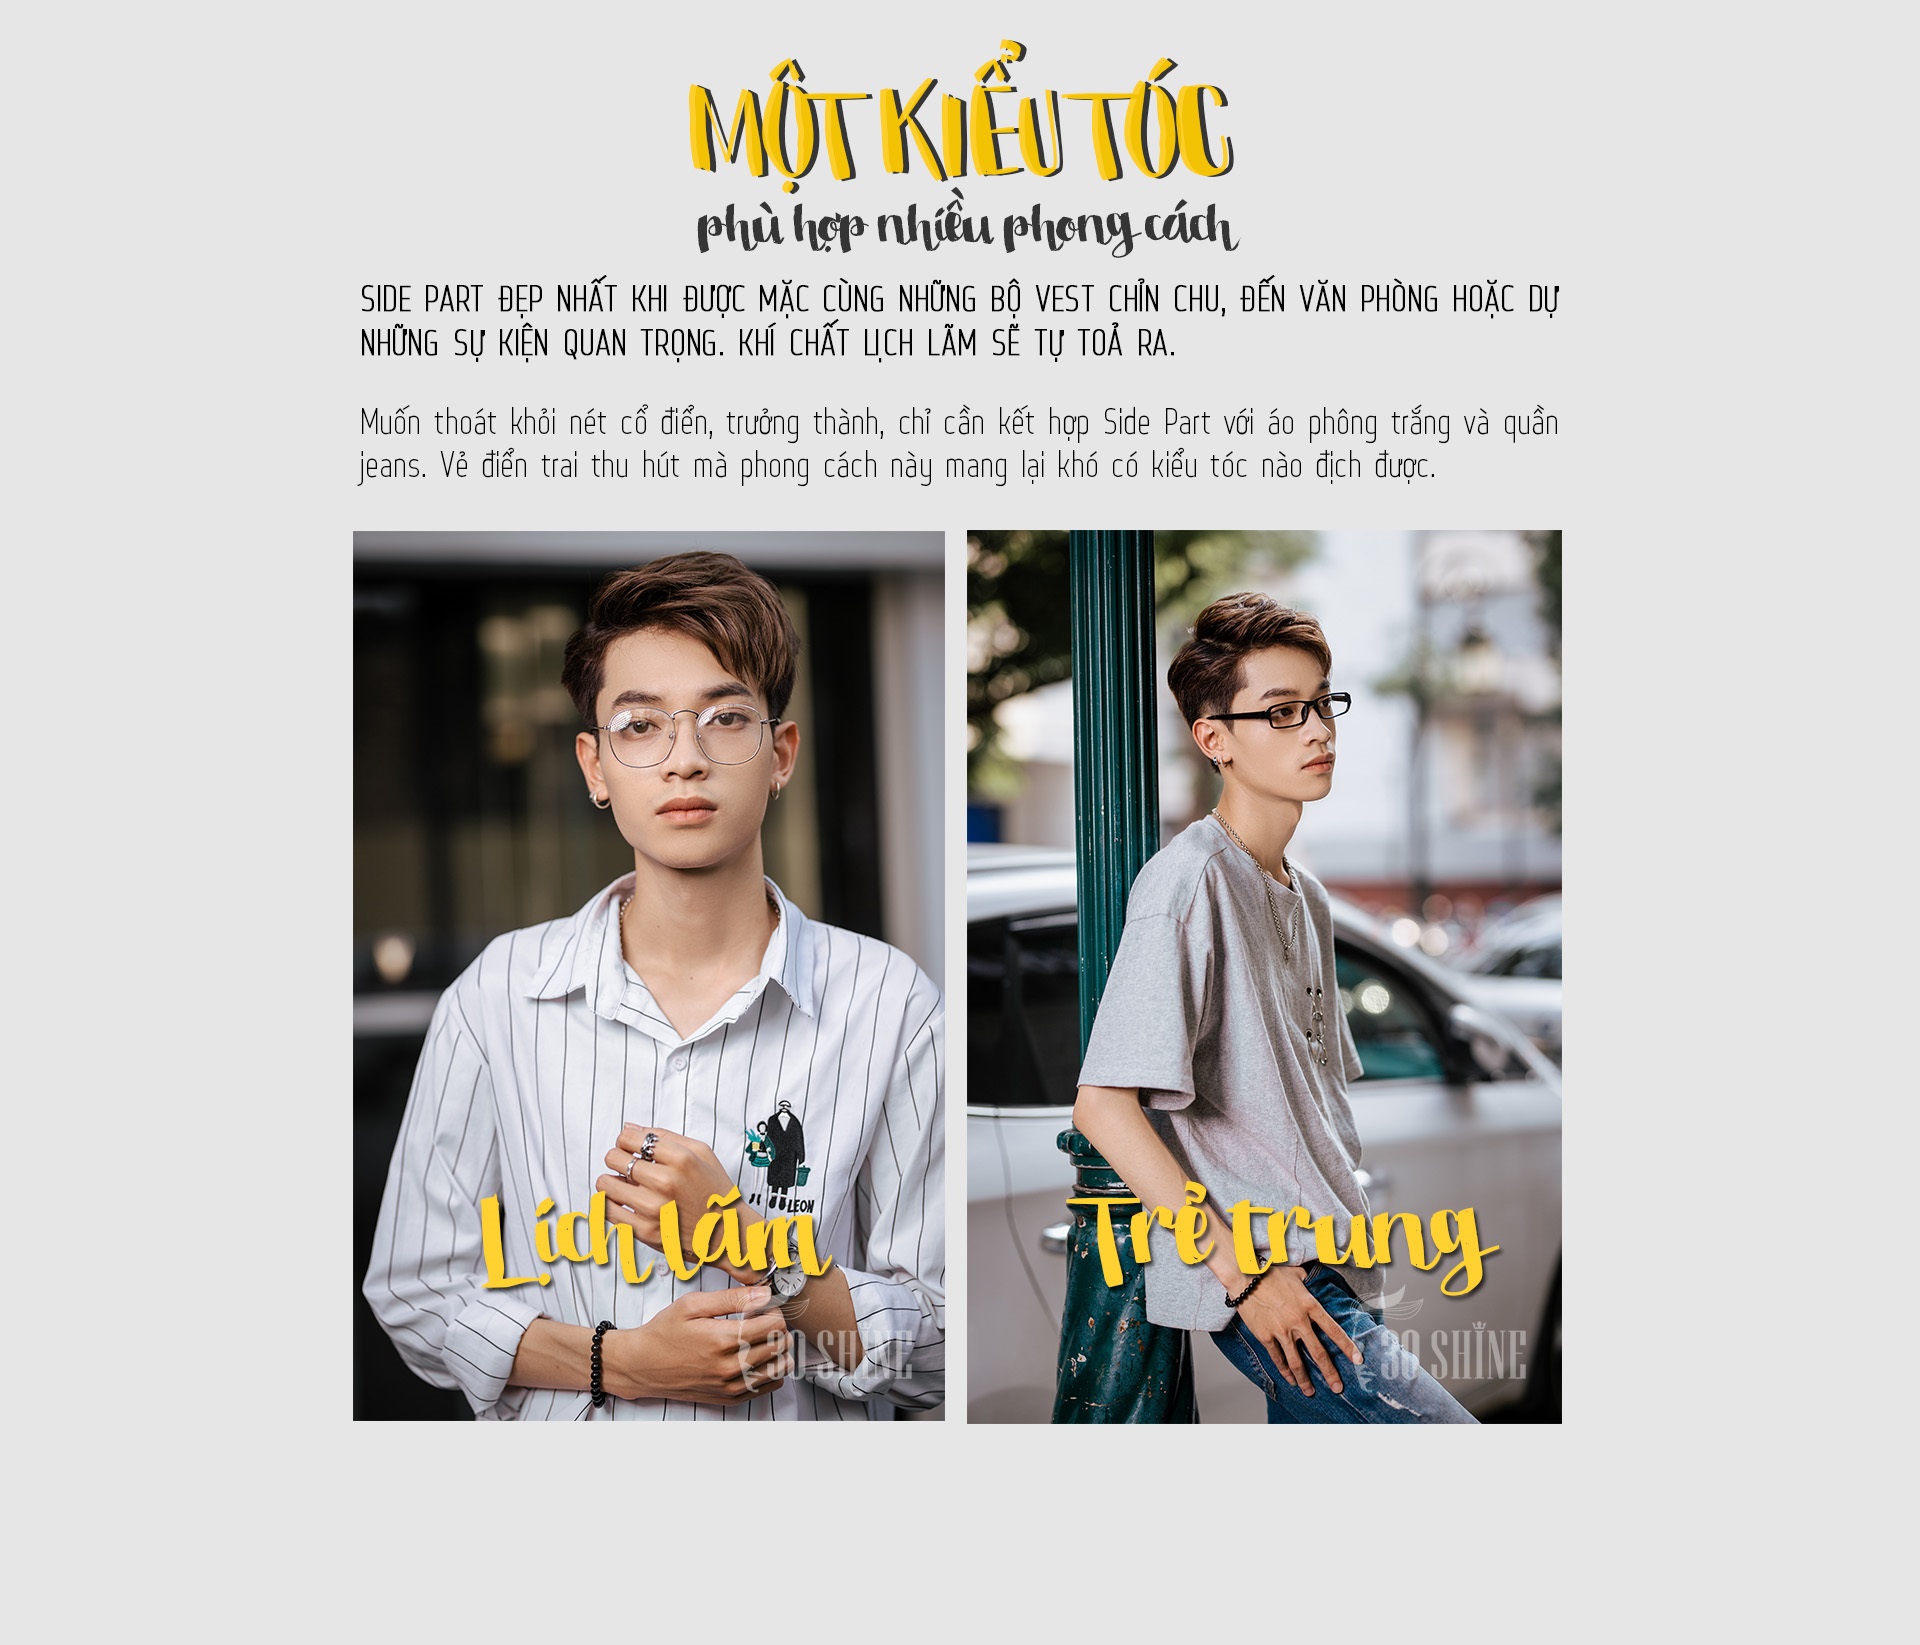 MỘT KIỂU TÓC
phù hợp nhiều phong cách
SIDE PART ĐẸP NHẤT KHI ĐƯỢC MẶC CÙNG NHỮNG BỘ VEST CHỈN CHU, ĐẾN VĂN PHÒNG HOẶC DỰ
NHỮNG SỰ KIỆN QUAN TRỌNG. KHÍ CHẤT LỊCH LÃM SẼ TỰ TOẢ RA.
Muốn thoát khỏi nét cổ điển, trưởng thành, chỉ cần kết hợp Side Part với áo phông trắng và quần
jeans. Vẻ điển trai thu hút mà phong cách này mang lại khó có kiểu tóc nào địch được.
LEON
Lích lãm
30 SHINE
Trẻ trung
30 SHINE